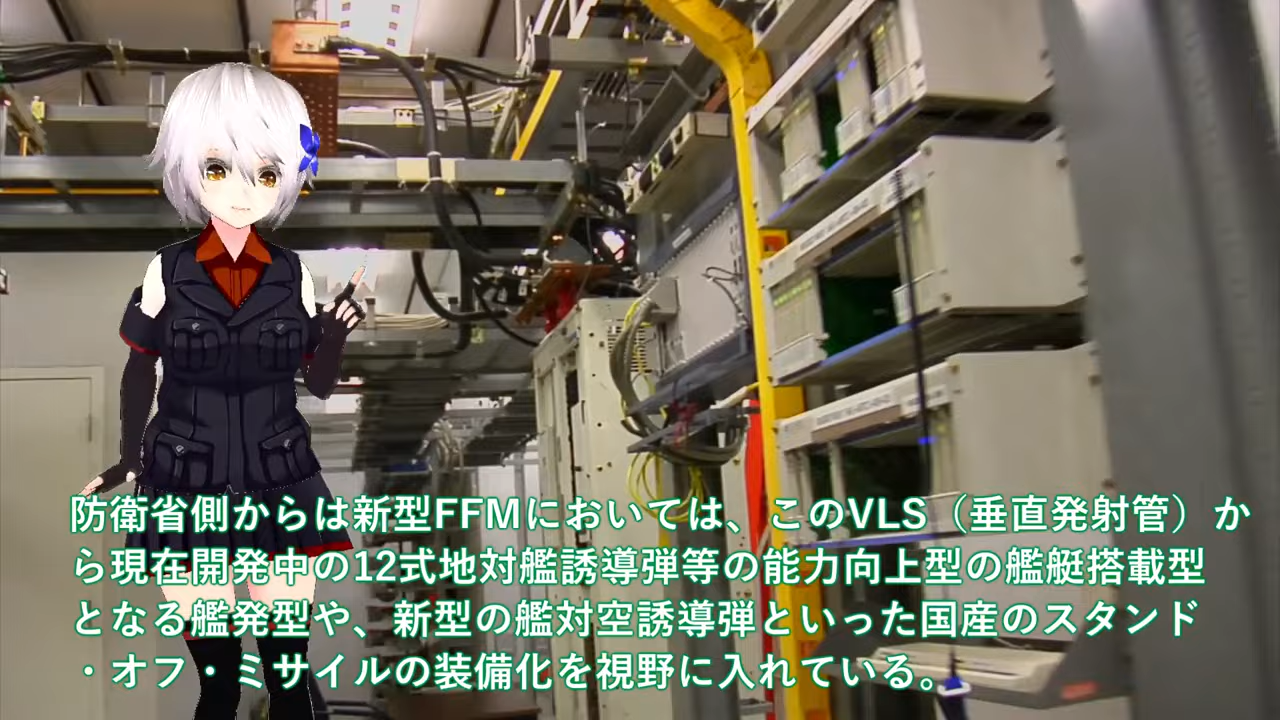 防衛省側からは新型FFMにおいては、このVLS（垂直発射管）か
ら現在開発中の12式地対艦誘導弾等の能力向上型の艦艇搭載型
となる艦発型や、新型の艦対空誘導弾といった国産のスタンド
・オフ・ミサイルの装備化を視野に入れている。